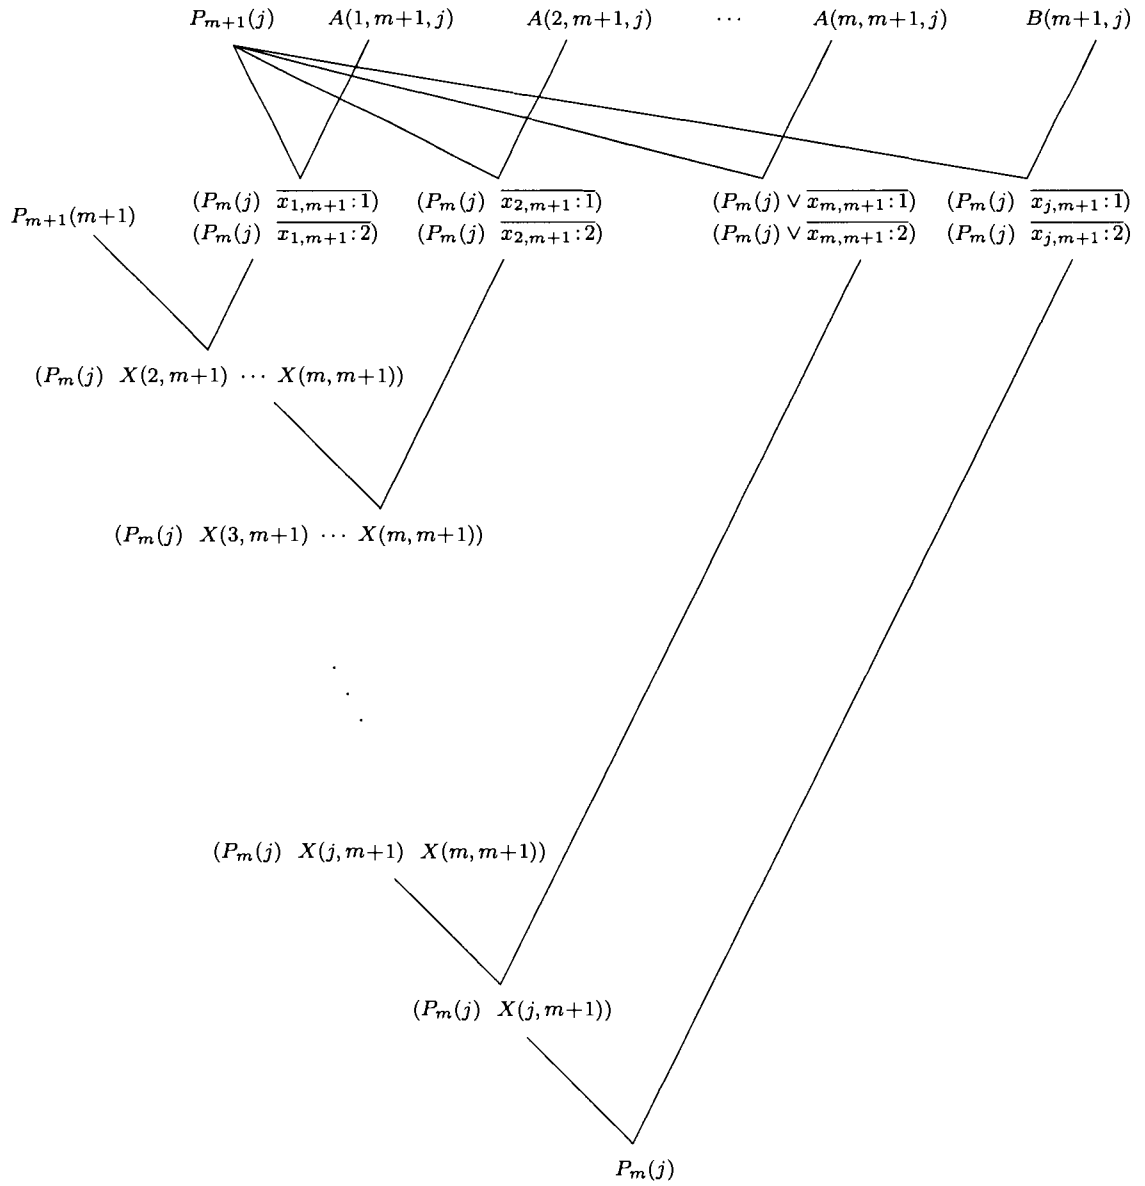 P_{m+1}(j) A(1, m+1, j) A(2, m+1, j) ⋯ A(m, m+1, j) B(m+1, j)
(P_m(j) \overline{x_{1,m+1}:1}) (P_m(j) \overline{x_{2,m+1}:1}) (P_m(j) ∨ \overline{x_{m,m+1}:1}) (P_m(j) \overline{x_{j,m+1}:1})
P_{m+1}(m+1)
(P_m(j) \overline{x_{1,m+1}:2}) (P_m(j) \overline{x_{2,m+1}:2}) (P_m(j) ∨ \overline{x_{m,m+1}:2}) (P_m(j) \overline{x_{j,m+1}:2})
(P_m(j) X(2, m+1) ⋯ X(m, m+1))
(P_m(j) X(3, m+1) ⋯ X(m, m+1))
.
.
.
(P_m(j) X(j, m+1) X(m, m+1))
(P_m(j) X(j, m+1))
P_m(j)